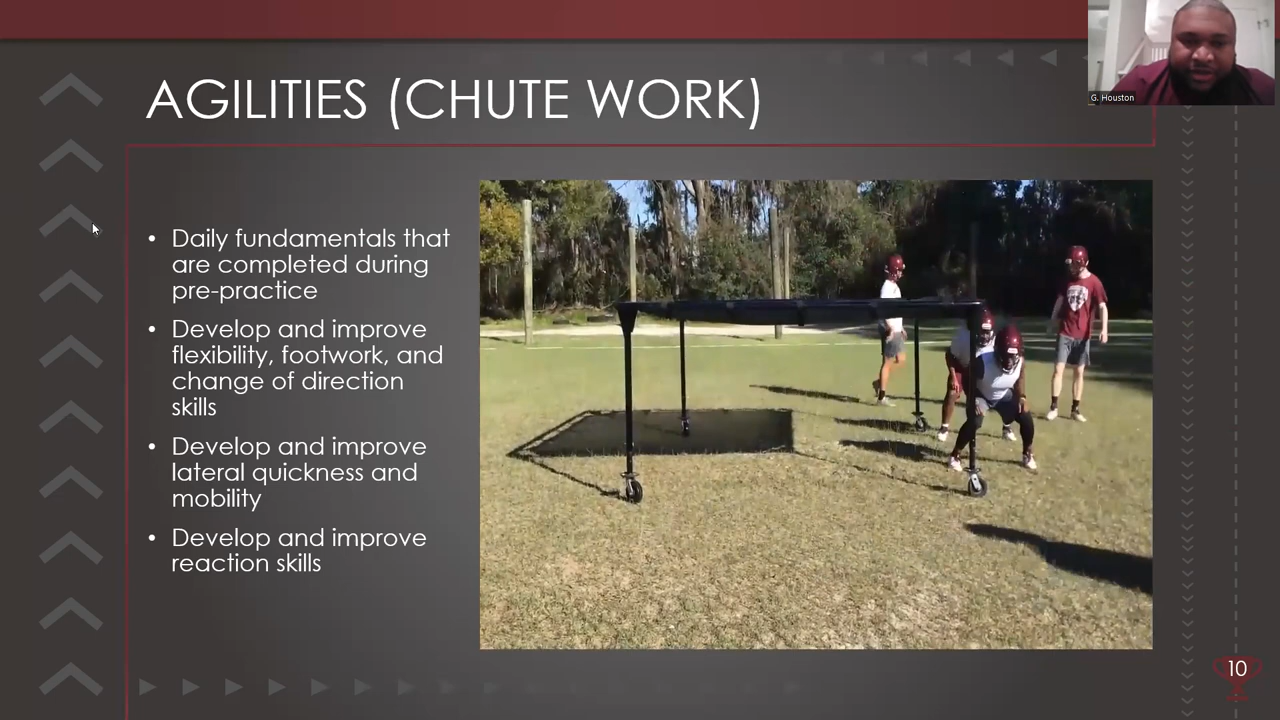 AGILITIES (CHUTE WORK)
G. Houston
• Daily fundamentals that
are completed during
pre-practice
• Develop and improve
flexibility, footwork, and
change of direction
skills
• Develop and improve
lateral quickness and
mobility
• Develop and improve
reaction skills
10